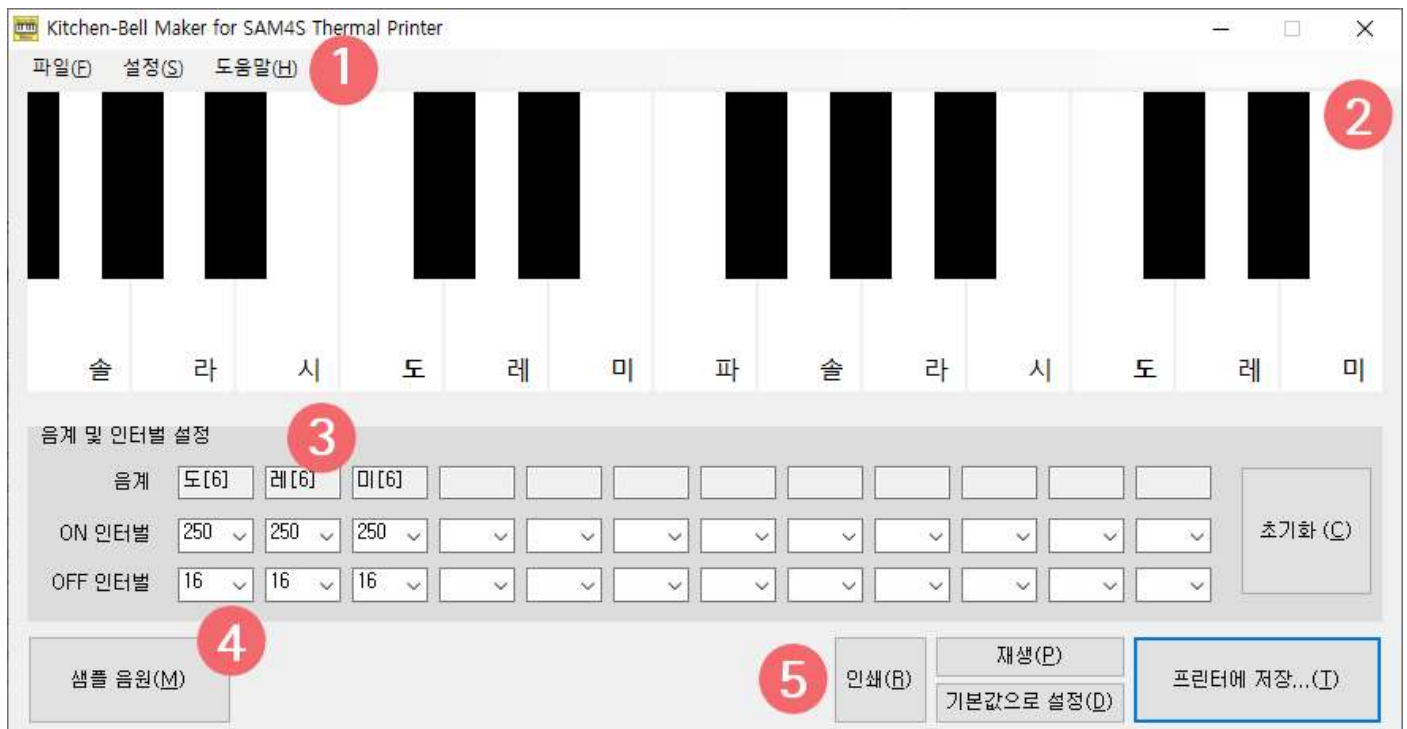 Kitchen-Bell Maker for SAM4S Thermal Printer
파일(F) 설정(S) 도움말(H) 1
2
솔 라 시 도 레 미 파 솔 라 시 도 레 미
음계 및 인터벌 설정 3
음계 도[6] 레[6] 미[6]
ON 인터벌 250 250 250
초기화 (C)
OFF 인터벌 16 16 16
4
샘플 음원(M)
5 인쇄(R)
재생(P)
기본값으로 설정(D)
프린터에 저장...(T)